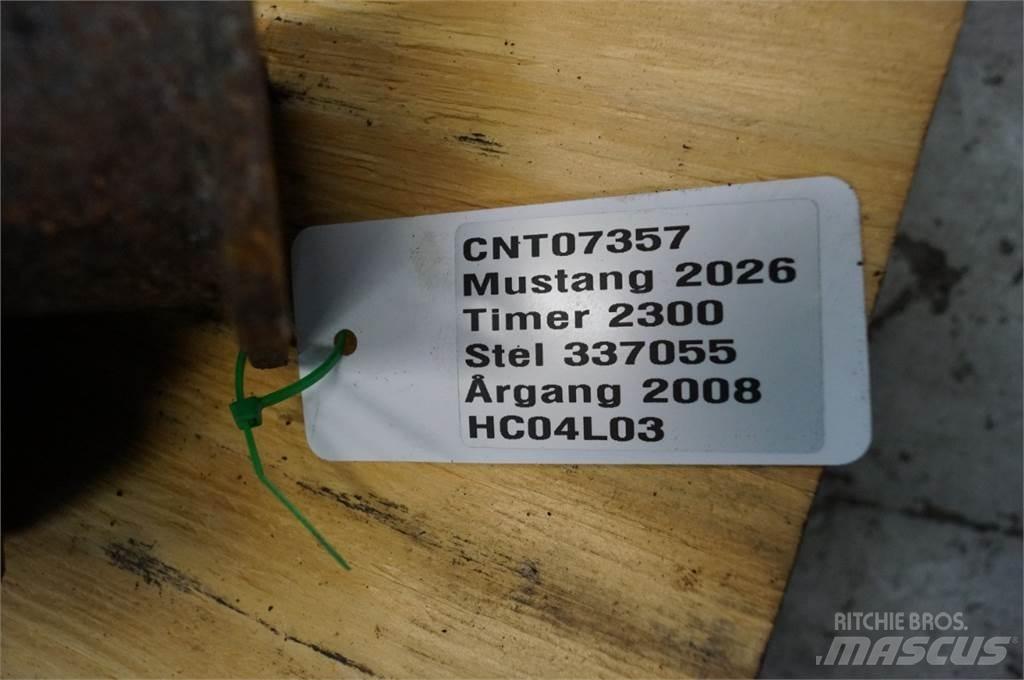 CNT07357
Mustang 2026
Timer 2300
Stel 337055
Årgang 2008
HC04L03
RITCHIE BROS.
MASCUS